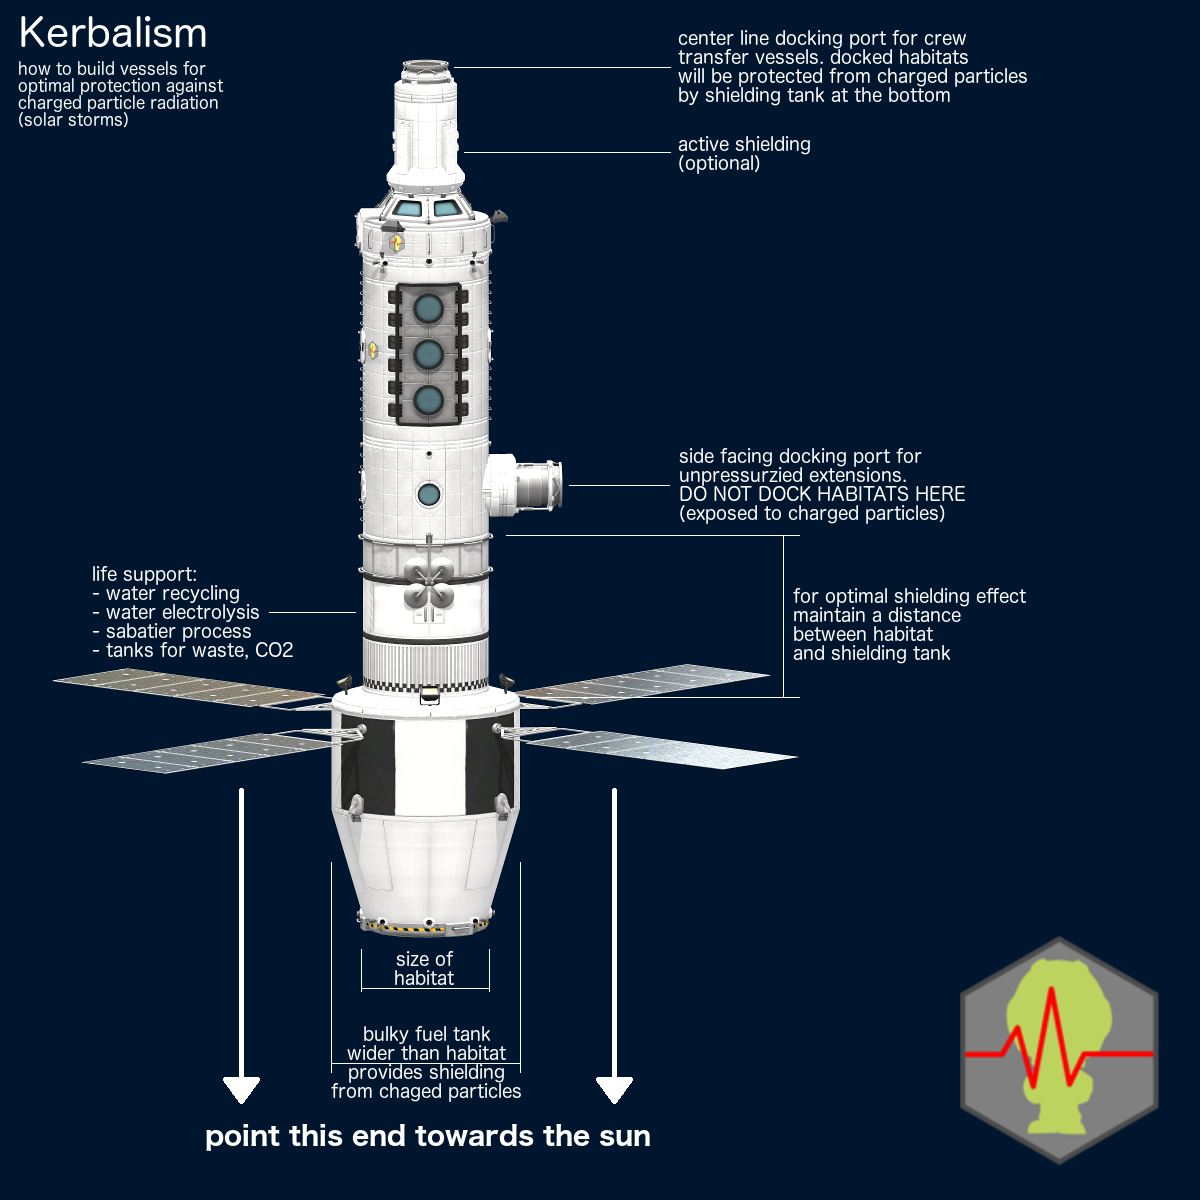 Kerbalism
how to build vessels for
optimal protection against
charged particle radiation
(solar storms)
center line docking port for crew
transfer vessels. docked habitats
will be protected from charged particles
by shielding tank at the bottom
active shielding
(optional)
side facing docking port for
unpressurzied extensions.
DO NOT DOCK HABITATS HERE
(exposed to charged particles)
life support:
- water recycling
- water electrolysis
- sabatier process
- tanks for waste, CO2
for optimal shielding effect
maintain a distance
between habitat
and shielding tank
size of
habitat
bulky fuel tank
wider than habitat
provides shielding
from chaged particles
point this end towards the sun